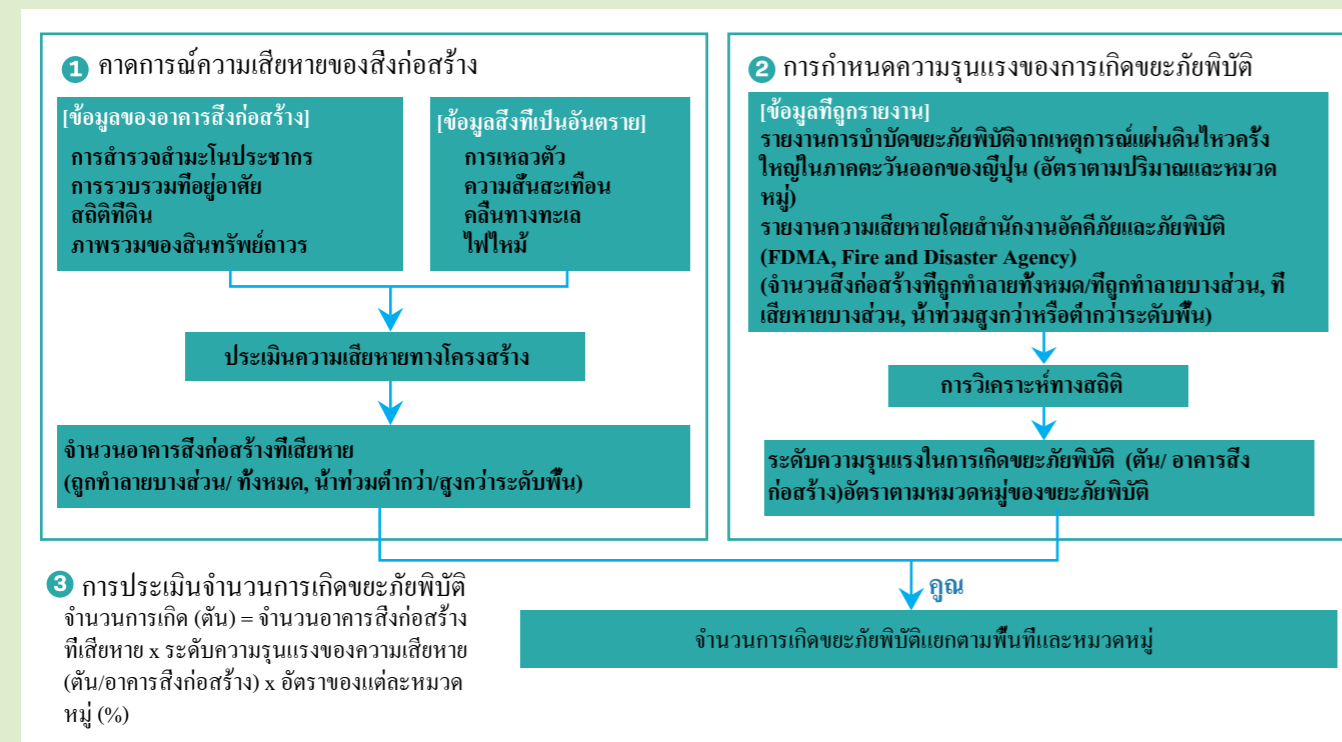 1 คาดการณ์ความเสียหายของสิ่งก่อสร้าง
[ข้อมูลของอาคารสิ่งก่อสร้าง]
การสำรวจสำมะโนประชากร
การรวบรวมที่อยู่อาศัย
สถิติที่ดิน
ภาพรวมของสินทรัพย์ถาวร
[ข้อมูลสิ่งที่เป็นอันตราย]
การเหลวตัว
ความสั่นสะเทือน
คลื่นทางทะเล
ไฟไหม้
ประเมินความเสียหายทางโครงสร้าง
จำนวนอาคารสิ่งก่อสร้างที่เสียหาย
(ถูกทำลายบางส่วน/ ทั้งหมด, น้ำท่วมต่ำกว่า/สูงกว่าระดับพื้น)
2 การกำหนดความรุนแรงของการเกิดขยะภัยพิบัติ
[ข้อมูลที่ถูกรายงาน]
รายงานการบำบัดขยะภัยพิบัติจากเหตุการณ์แผ่นดินไหวครั้ง
ใหญ่ในภาคตะวันออกของญี่ปุ่น (อัตราตามปริมาณและหมวด
หมู่)
รายงานความเสียหายโดยสำนักงานอัคคีภัยและภัยพิบัติ
(FDMA, Fire and Disaster Agency)
(จำนวนสิ่งก่อสร้างที่ถูกทำลายทั้งหมด/ที่ถูกทำลายบางส่วน, ที่
เสียหายบางส่วน, น้ำท่วมสูงกว่าหรือต่ำกว่าระดับพื้น)
การวิเคราะห์ทางสถิติ
ระดับความรุนแรงในการเกิดขยะภัยพิบัติ (ตัน/ อาคารสิ่ง
ก่อสร้าง)อัตราตามหมวดหมู่ของขยะภัยพิบัติ
3 การประเมินจำนวนการเกิดขยะภัยพิบัติ
จำนวนการเกิด (ตัน) = จำนวนอาคารสิ่งก่อสร้าง
ที่เสียหาย x ระดับความรุนแรงของความเสียหาย
(ตัน/อาคารสิ่งก่อสร้าง) x อัตราของแต่ละหมวด
หมู่ (%)
คูณ
จำนวนการเกิดขยะภัยพิบัติแยกตามพื้นที่และหมวดหมู่